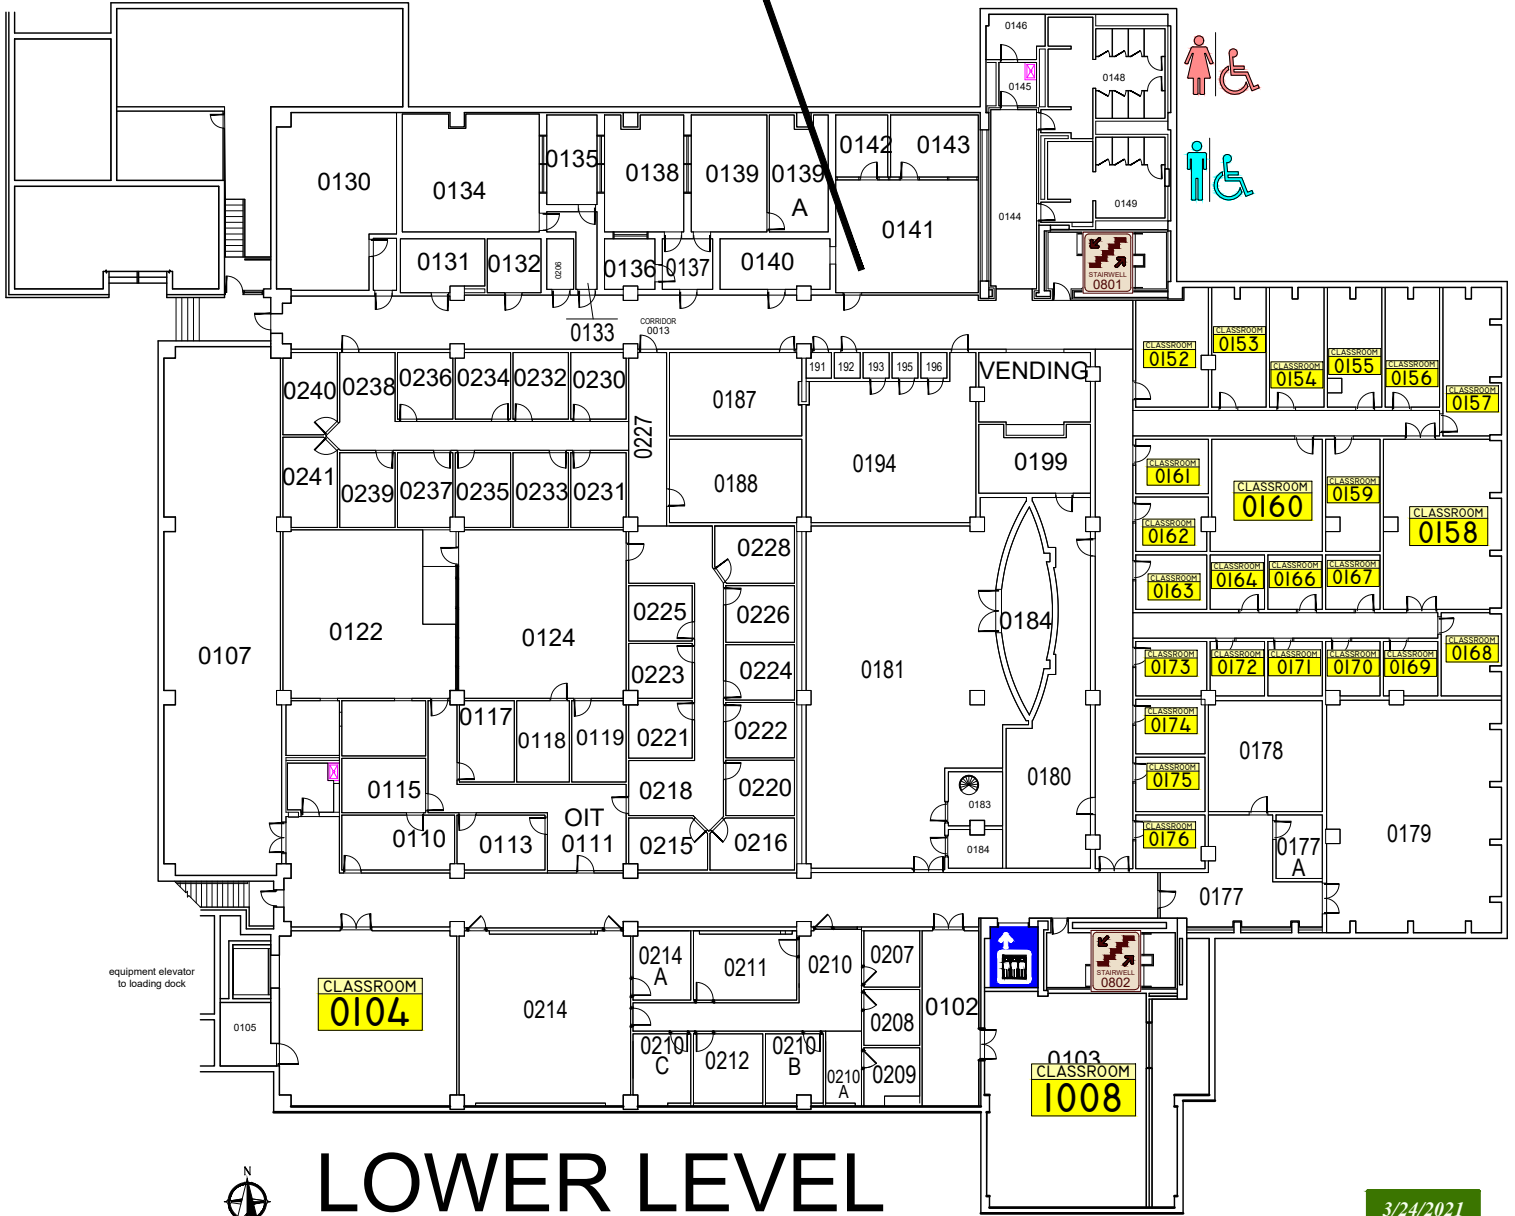 0146
0145
0148
0149
0144
STAIRWELL
0801
0130
0134
0135
0138
0139
0139
A
0142
0143
0141
0131
0132
0206
0136
0137
0140
0133
CORRIDOR
0013
CLASSROOM
0152
CLASSROOM
0153
CLASSROOM
0154
CLASSROOM
0155
CLASSROOM
0156
CLASSROOM
0157
0240
0238
0236
0234
0232
0230
0227
0187
191
192
193
195
196
VENDING
0241
0239
0237
0235
0233
0231
0188
0194
0199
CLASSROOM
0161
CLASSROOM
0160
CLASSROOM
0159
CLASSROOM
0158
CLASSROOM
0162
CLASSROOM
0163
CLASSROOM
0164
CLASSROOM
0166
CLASSROOM
0167
0107
0122
0124
0228
0225
0226
0223
0224
0221
0222
0218
0220
0215
0216
0181
0184
CLASSROOM
0173
CLASSROOM
0172
CLASSROOM
0171
CLASSROOM
0170
CLASSROOM
0169
CLASSROOM
0168
CLASSROOM
0174
CLASSROOM
0175
CLASSROOM
0176
0178
0179
0177
A
0177
0117
0118
0119
0115
0110
0113
OIT
0111
0180
0183
0184
equipment elevator
to loading dock
0105
CLASSROOM
0104
0214
0214
A
0211
0210
0207
0208
0209
0102
0210
C
0212
0210
B
0210
A
STAIRWELL
0802
0103
CLASSROOM
1008
N
LOWER LEVEL
3/24/2021